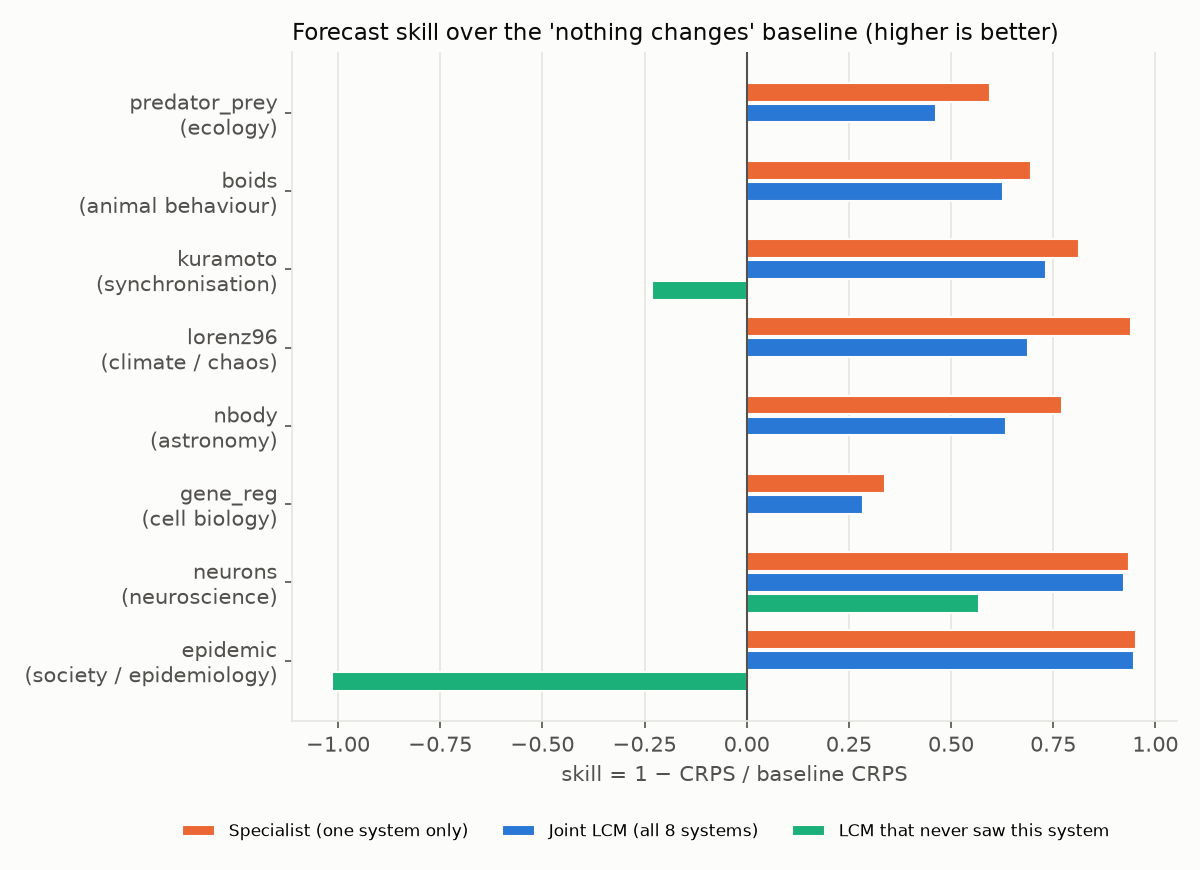 Forecast skill over the 'nothing changes' baseline (higher is better)
predator_prey
(ecology)
boids
(animal behaviour)
kuramoto
(synchronisation)
lorenz96
(climate / chaos)
nbody
(astronomy)
gene_reg
(cell biology)
neurons
(neuroscience)
epidemic
(society / epidemiology)
−1.00 −0.75 −0.50 −0.25 0.00 0.25 0.50 0.75 1.00
skill = 1 − CRPS / baseline CRPS
Specialist (one system only) Joint LCM (all 8 systems) LCM that never saw this system